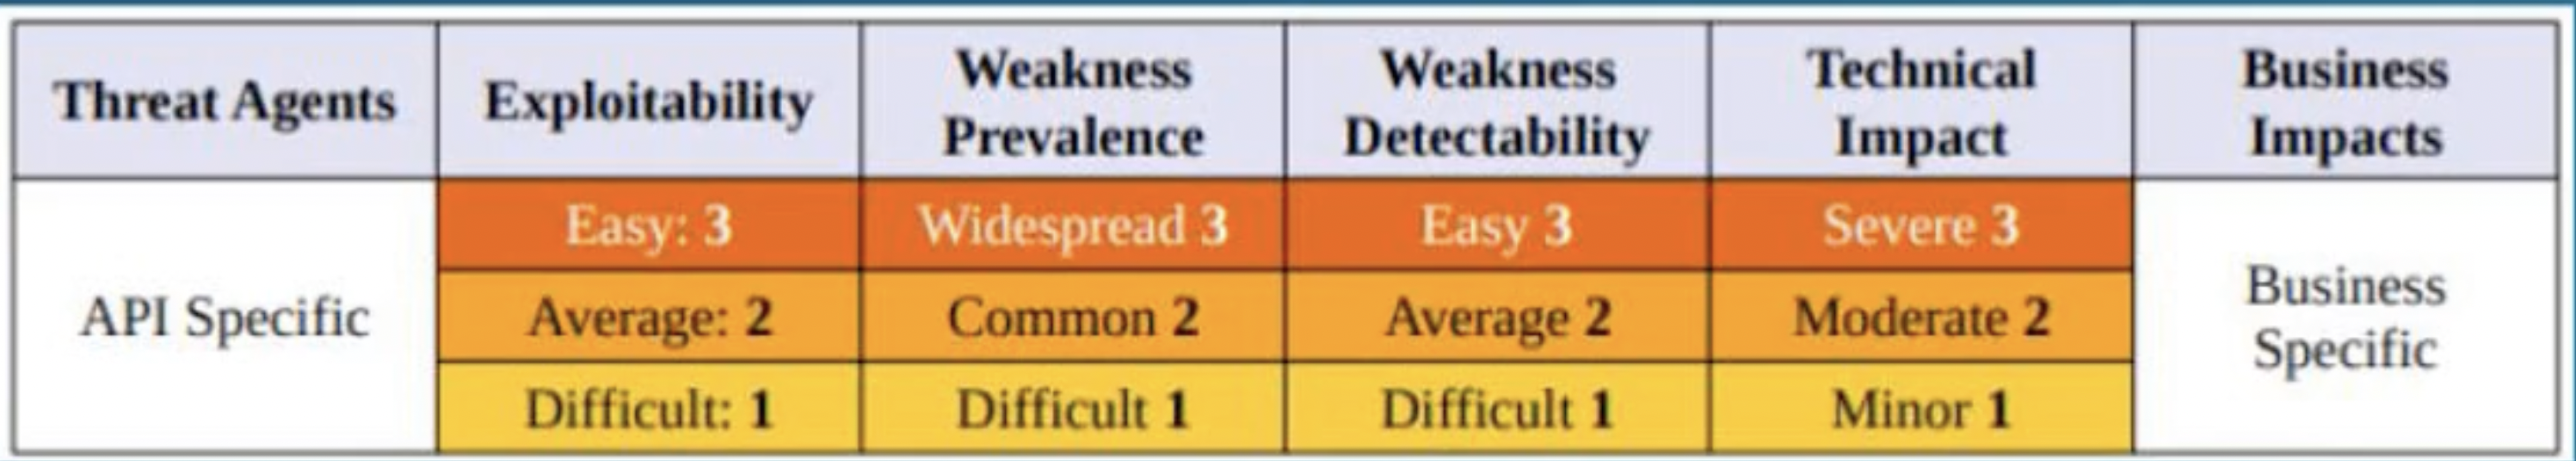 Threat Agents
Exploitability
Weakness
Prevalence
Weakness
Detectability
Technical
Impact
Business
Impacts
API Specific
Easy: 3
Widespread 3
Easy 3
Severe 3
Average: 2
Common 2
Average 2
Moderate 2
Difficult: 1
Difficult 1
Difficult 1
Minor 1
Business
Specific